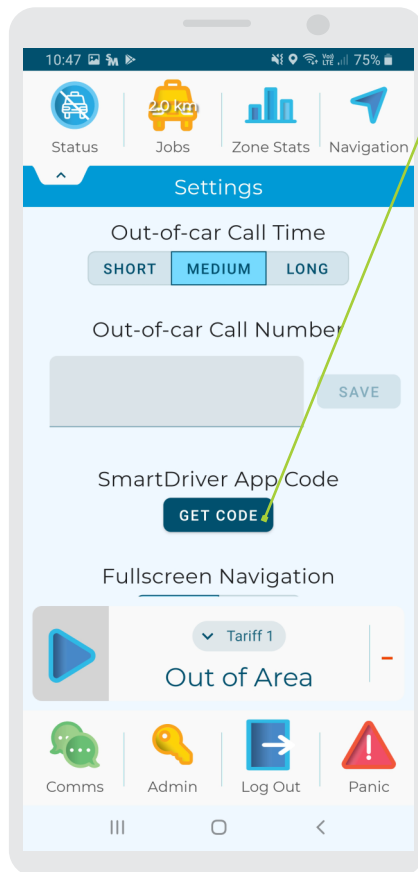 10:47 75%
2.0 km
Status Jobs Zone Stats Navigation
Settings
Out-of-car Call Time
SHORT MEDIUM LONG
Out-of-car Call Number
SAVE
SmartDriver App Code
GET CODE
Fullscreen Navigation
Tariff 1
Out of Area
Comms Admin Log Out Panic